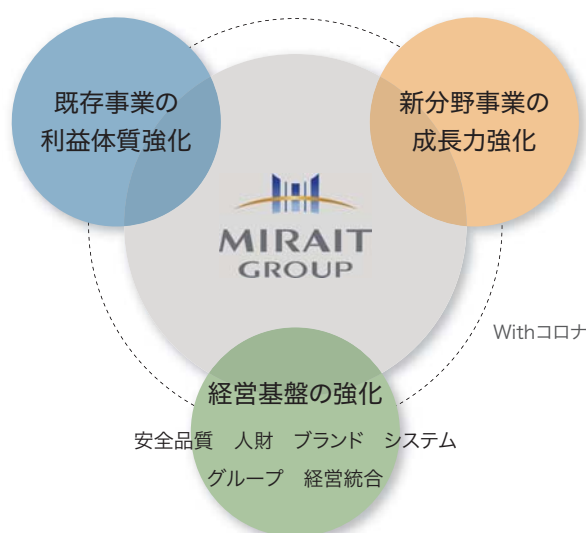 既存事業の
利益体質強化
新分野事業の
成長力強化
MIRAIT
GROUP
Withコロナ
経営基盤の強化
安全品質 人財 ブランド システム
グループ 経営統合